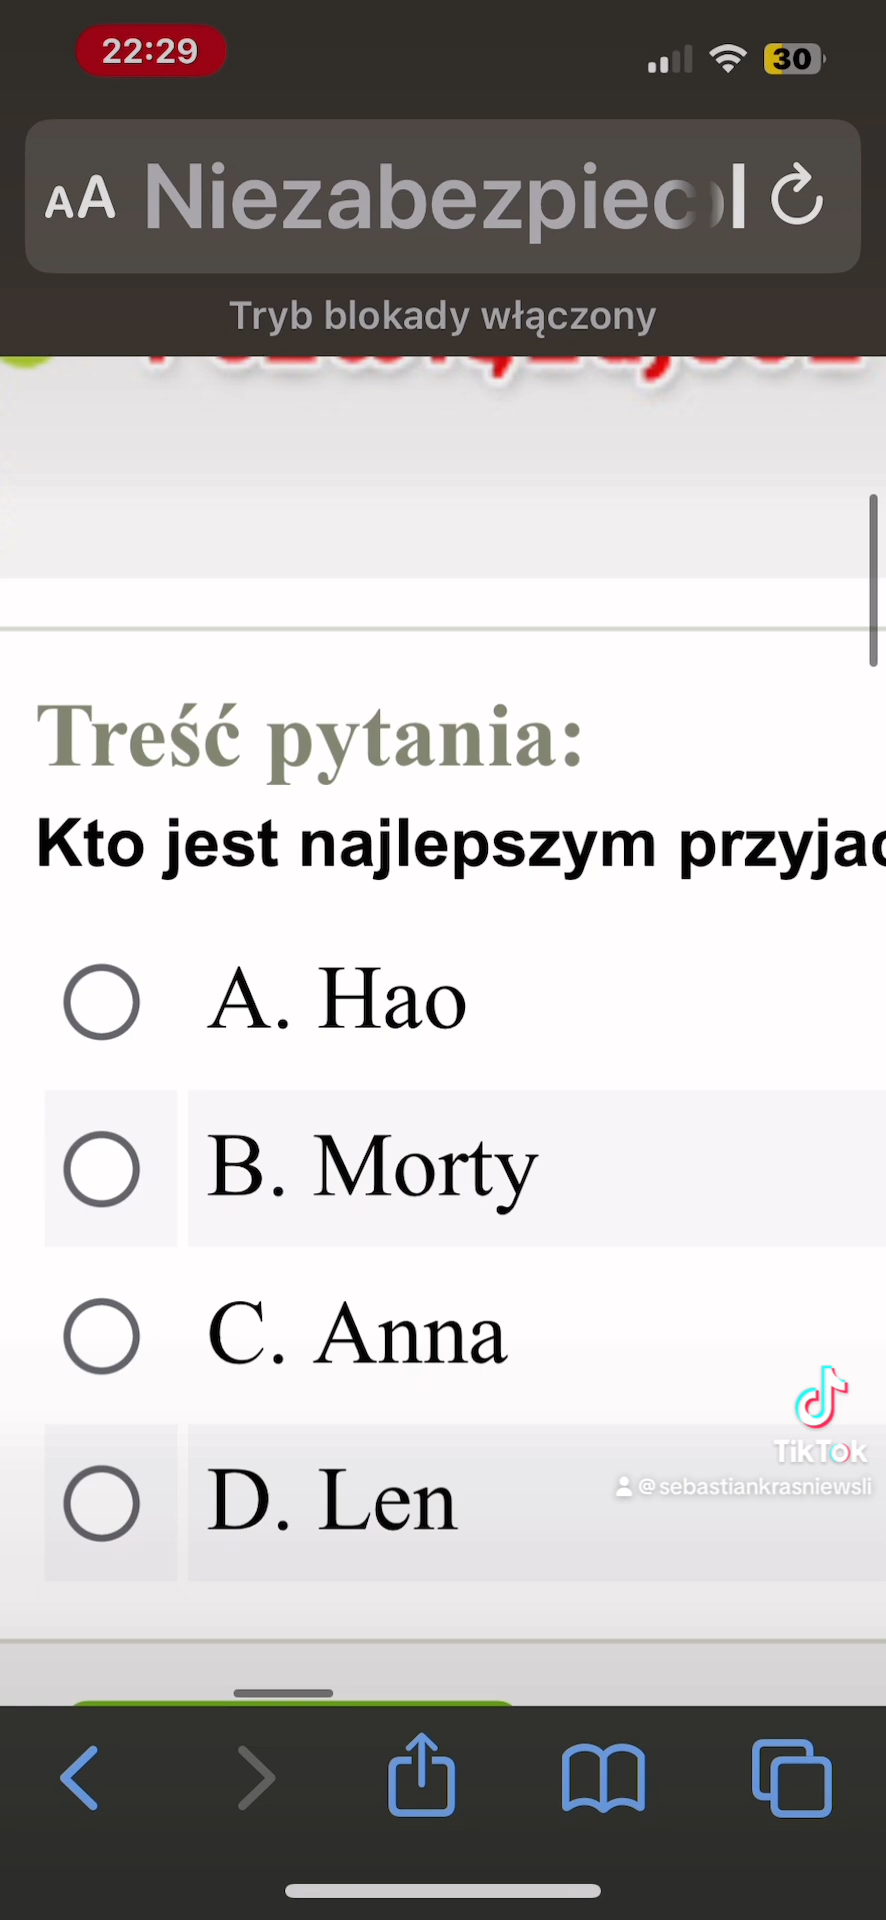 22:29
30
AA Niezabezpiec
Tryb blokady włączony
Treść pytania:
Kto jest najlepszym przyjac
A. Hao
B. Morty
C. Anna
D. Len
TikTok
@sebastiankrasniewsli